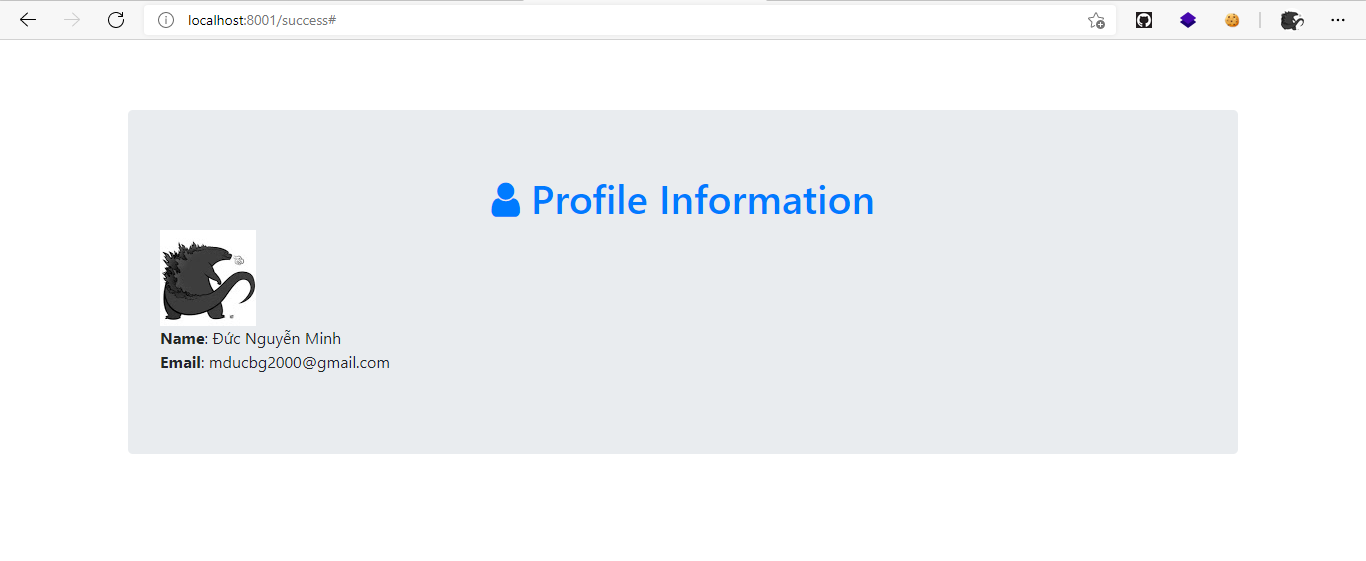 localhost:8001/success#
Profile Information
Name: Đức Nguyễn Minh
Email: mducbg2000@gmail.com